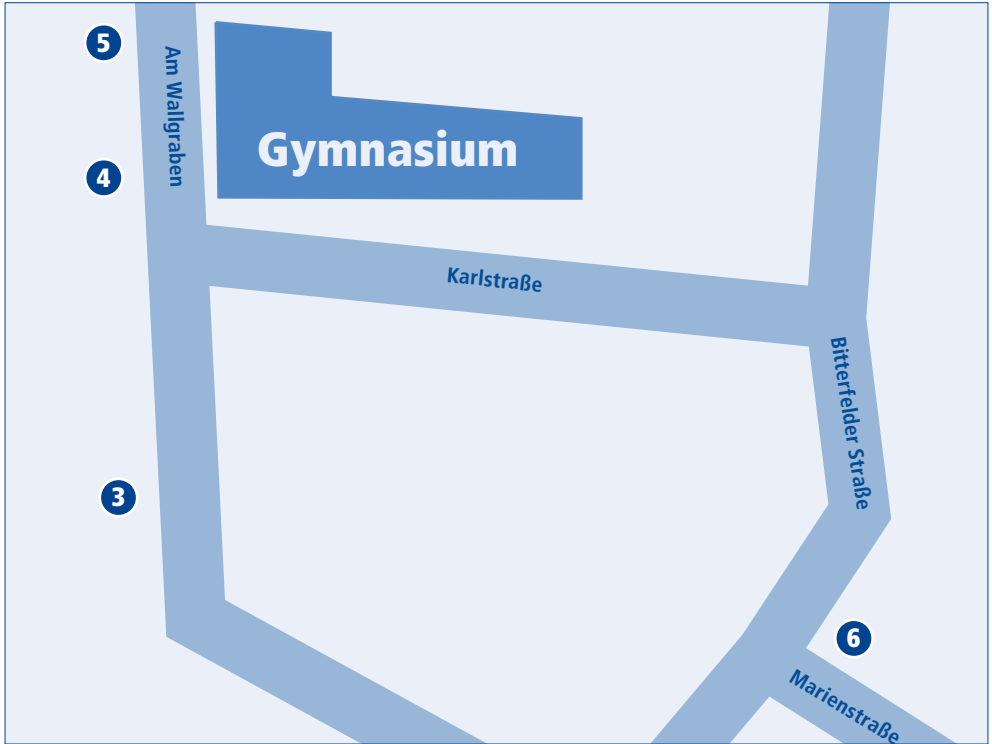 5
Am Wallgraben
Gymnasium
4
Karlstraße
Bitterfelder Straße
3
6
Marienstraße